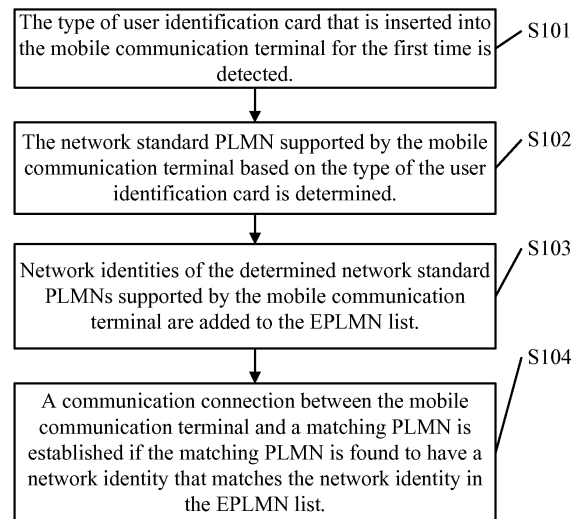 The type of user identification card that is inserted into
the mobile communication terminal for the first time is
detected.
S101
The network standard PLMN supported by the mobile
communication terminal based on the type of the user
identification card is determined.
S102
Network identities of the determined network standard
PLMNs supported by the mobile communication
terminal are added to the EPLMN list.
S103
A communication connection between the mobile
communication terminal and a matching PLMN is
established if the matching PLMN is found to have a
network identity that matches the network identity in
the EPLMN list.
S104